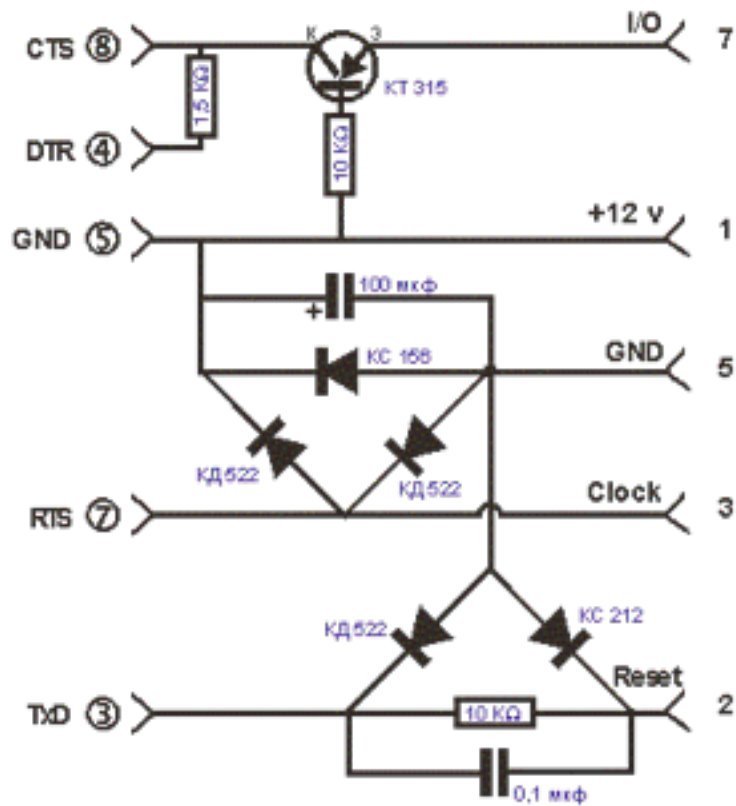 CTS ⑧
К
Э
I/O
7
КТ 315
1,5 KΩ
DTR ④
10 KΩ
GND ⑤
+12 v
1
100 мкф
+
КС 156
GND
5
КД522
КД522
RTS ⑦
Clock
3
КД522
КС 212
Reset
2
TxD ③
10 KΩ
0,1 мкф